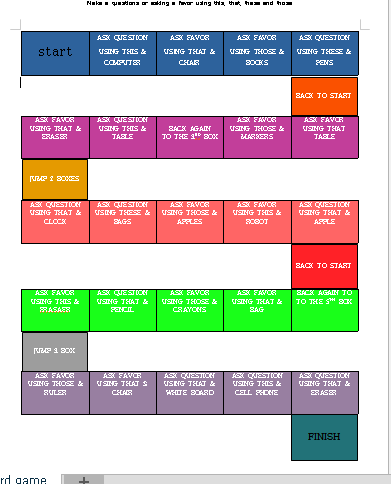 Make a questions or asking a favor using this, that, these and those
start
ASK QUESTION
USING THIS &
COMPUTER
ASK FAVOR
USING THAT &
CHAIR
ASK FAVOR
USING THOSE &
SOCKS
ASK QUESTION
USING THESE &
PENS
BACK TO START
ASK FAVOR
USING THAT &
ERASER
ASK QUESTION
USING THIS &
TABLE
BACK AGAIN
TO THE 3RD BOX
ASK FAVOR
USING THOSE &
MARKERS
ASK FAVOR
USING THAT
TABLE
JUMP 2 BOXES
ASK QUESTION
USING THAT &
CLOCK
ASK QUESTION
USING THESE &
BAGS
ASK FAVOR
USING THOSE &
APPLES
ASK FAVOR
USING THIS &
ROBOT
ASK QUESTION
USING THAT &
APPLE
BACK TO START
ASK FAVOR
USING THIS &
ERASAER
ASK QUESTION
USING THAT &
PENCIL
ASK FAVOR
USING THOSE &
CRAYONS
ASK FAVOR
USING THAT &
BAG
BACK AGAIN TO
TO THE BOX
JUMP 1 BOX
ASK FAVOR
USING THOSE &
RULER
ASK FAVOR
USING THAT &
CHAIR
ASK QUESTION
USING THAT &
WHITE BOARD
ASK QUESTION
USING THIS &
CELL PHONE
ASK QUESTION
USING THAT &
ERASER
FINISH
rd game